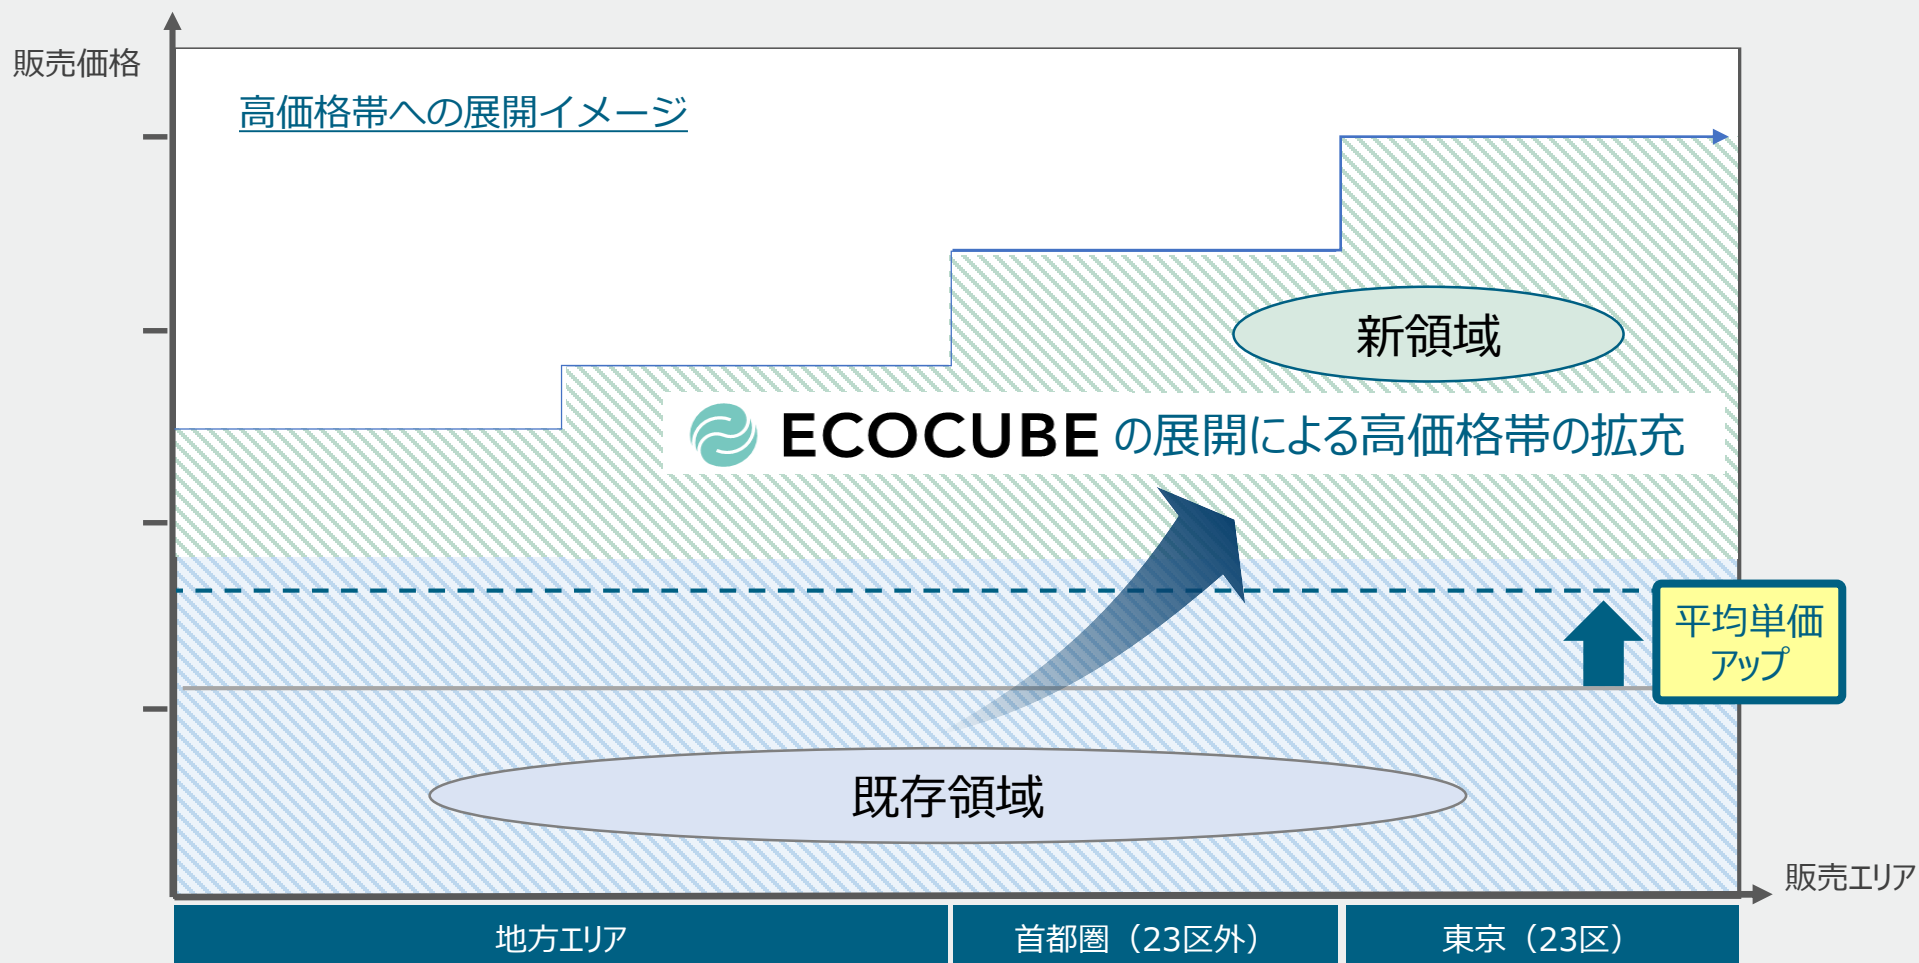 販売価格
高価格帯への展開イメージ
新領域
ECOCUBE の展開による高価格帯の拡充
平均単価
アップ
既存領域
販売エリア
地方エリア
首都圏（23区外）
東京（23区）